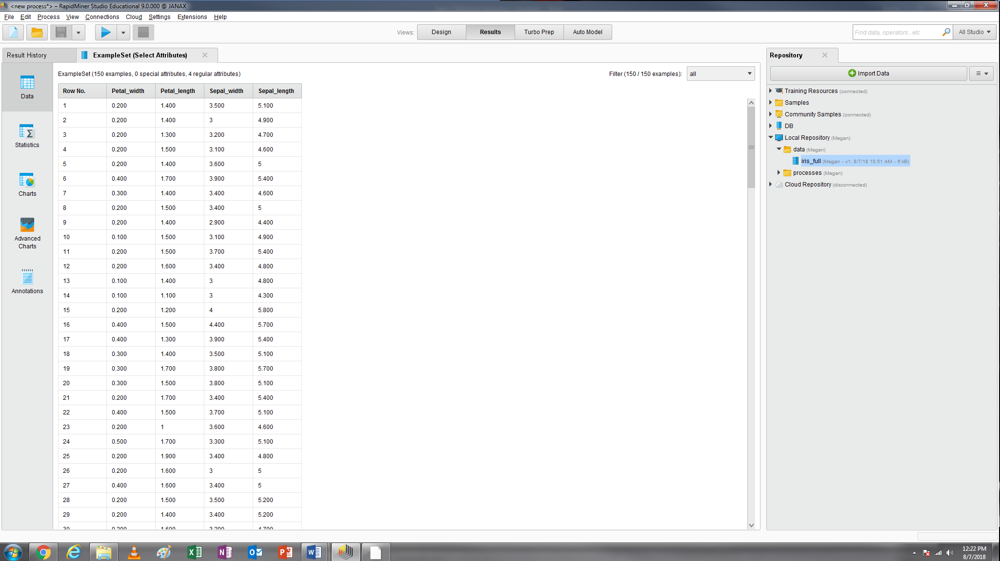 <new process*> – RapidMiner Studio Educational 9.0.000 @ JANAX
File Edit Process View Connections Cloud Settings Extensions Help
Views: Design Results Turbo Prep Auto Model
Find data, operators...etc All Studio
Result History ExampleSet (Select Attributes)
ExampleSet (150 examples, 0 special attributes, 4 regular attributes) Filter (150 / 150 examples): all
Data
Statistics
Charts
Advanced
Charts
Annotations
Row No. Petal_width Petal_length Sepal_width Sepal_length
1 0.200 1.400 3.500 5.100
2 0.200 1.400 3 4.900
3 0.200 1.300 3.200 4.700
4 0.200 1.500 3.100 4.600
5 0.200 1.400 3.600 5
6 0.400 1.700 3.900 5.400
7 0.300 1.400 3.400 4.600
8 0.200 1.500 3.400 5
9 0.200 1.400 2.900 4.400
10 0.100 1.500 3.100 4.900
11 0.200 1.500 3.700 5.400
12 0.200 1.600 3.400 4.800
13 0.100 1.400 3 4.800
14 0.100 1.100 3 4.300
15 0.200 1.200 4 5.800
16 0.400 1.500 4.400 5.700
17 0.400 1.300 3.900 5.400
18 0.300 1.400 3.500 5.100
19 0.300 1.700 3.800 5.700
20 0.300 1.500 3.800 5.100
21 0.200 1.700 3.400 5.400
22 0.400 1.500 3.700 5.100
23 0.200 1 3.600 4.600
24 0.500 1.700 3.300 5.100
25 0.200 1.900 3.400 4.800
26 0.200 1.600 3 5
27 0.400 1.600 3.400 5
28 0.200 1.500 3.500 5.200
29 0.200 1.400 3.400 5.200
30 0.200 1.600 3.200 4.700
Repository
Import Data
Training Resources (connected)
Samples
Community Samples (connected)
DB
Local Repository (Megan)
data (Megan)
iris_full (Megan - v1, 8/7/18 10:51 AM - 6 kB)
processes (Megan)
Cloud Repository (disconnected)
12:22 PM
8/7/2018